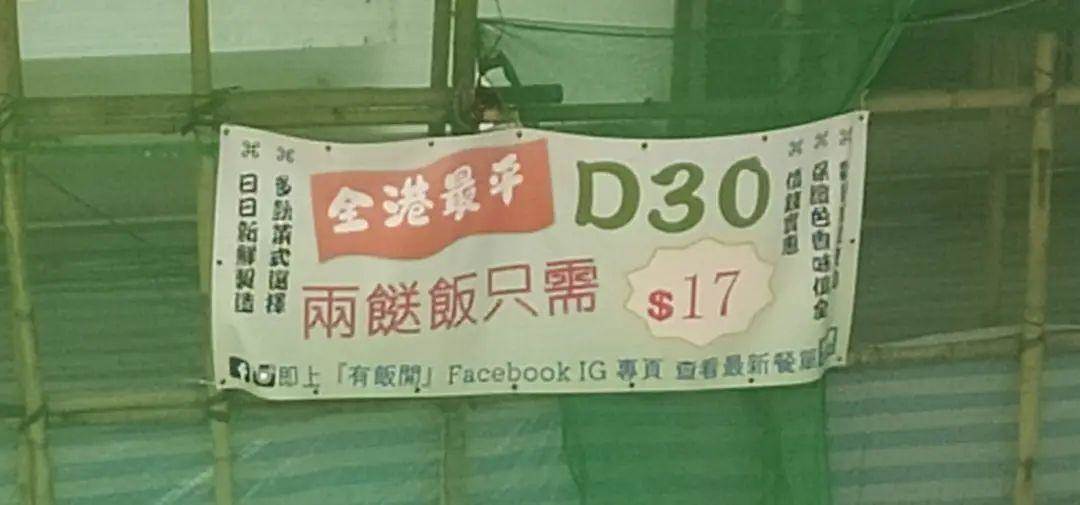 全港最平
D30
兩餸飯只需
$17
日日新鮮製造
多款菜式選擇
價錢實惠
即上『有飯開』Facebook IG 專頁 查看最新餐單